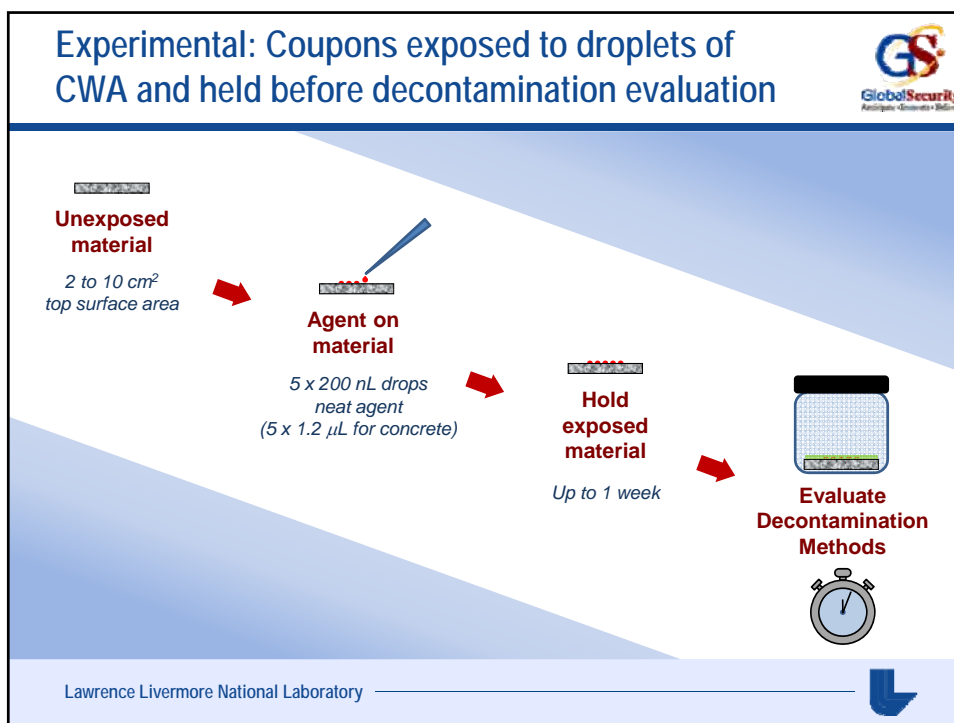 Experimental: Coupons exposed to droplets of
CWA and held before decontamination evaluation
GS
GlobalSecurity
Unexposed
material
2 to 10 cm²
top surface area
Agent on
material
5 x 200 nL drops
neat agent
(5 x 1.2 μL for concrete)
Hold
exposed
material
Up to 1 week
Evaluate
Decontamination
Methods
Lawrence Livermore National Laboratory